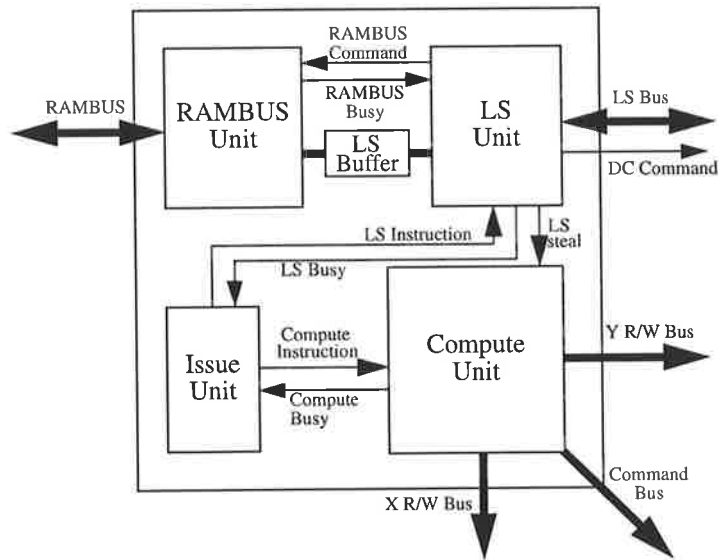 RAMBUS
Command
RAMBUS
RAMBUS
Unit
RAMBUS
Busy
LS
Buffer
LS
Unit
LS Bus
DC Command
LS Instruction
LS
steal
LS Busy
Issue
Unit
Compute
Instruction
Compute
Busy
Compute
Unit
Y R/W Bus
X R/W Bus
Command
Bus